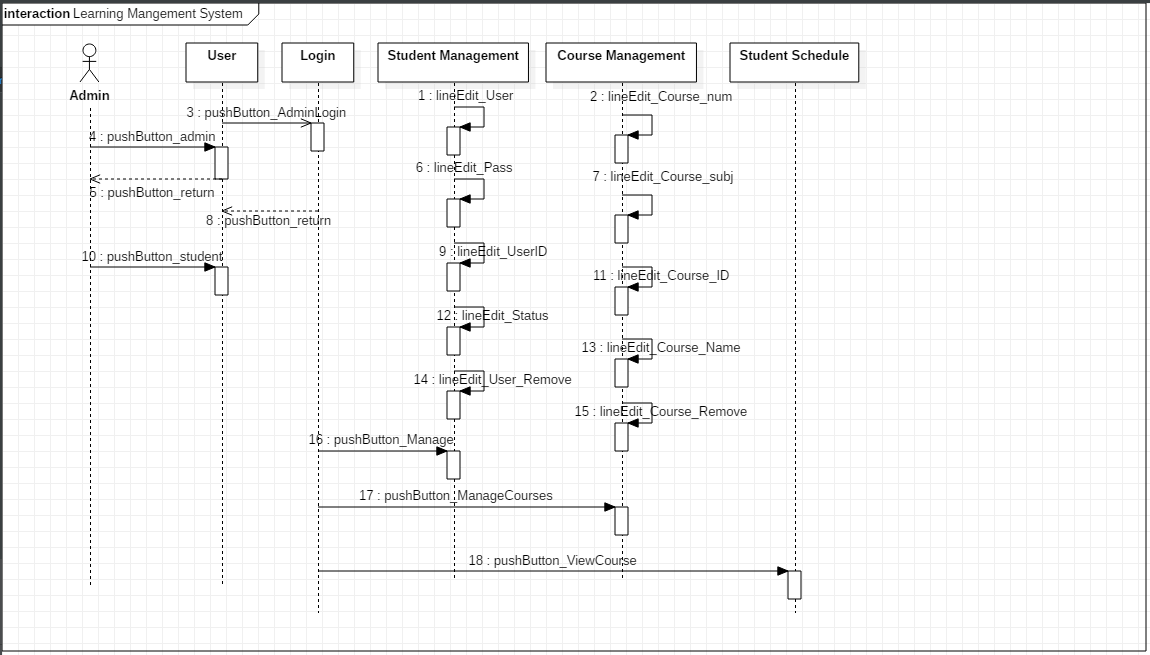 interaction Learning Mangement System
User
Login
Student Management
Course Management
Student Schedule
Admin
1 : lineEdit_User
2 : lineEdit_Course_num
3 : pushButton_AdminLogin
4 : pushButton_admin
6 : lineEdit_Pass
7 : lineEdit_Course_subj
5 : pushButton_return
8 : pushButton_return
9 : lineEdit_UserID
10 : pushButton_student
11 : lineEdit_Course_ID
12 : lineEdit_Status
13 : lineEdit_Course_Name
14 : lineEdit_User_Remove
15 : lineEdit_Course_Remove
16 : pushButton_Manage
17 : pushButton_ManageCourses
18 : pushButton_ViewCourse